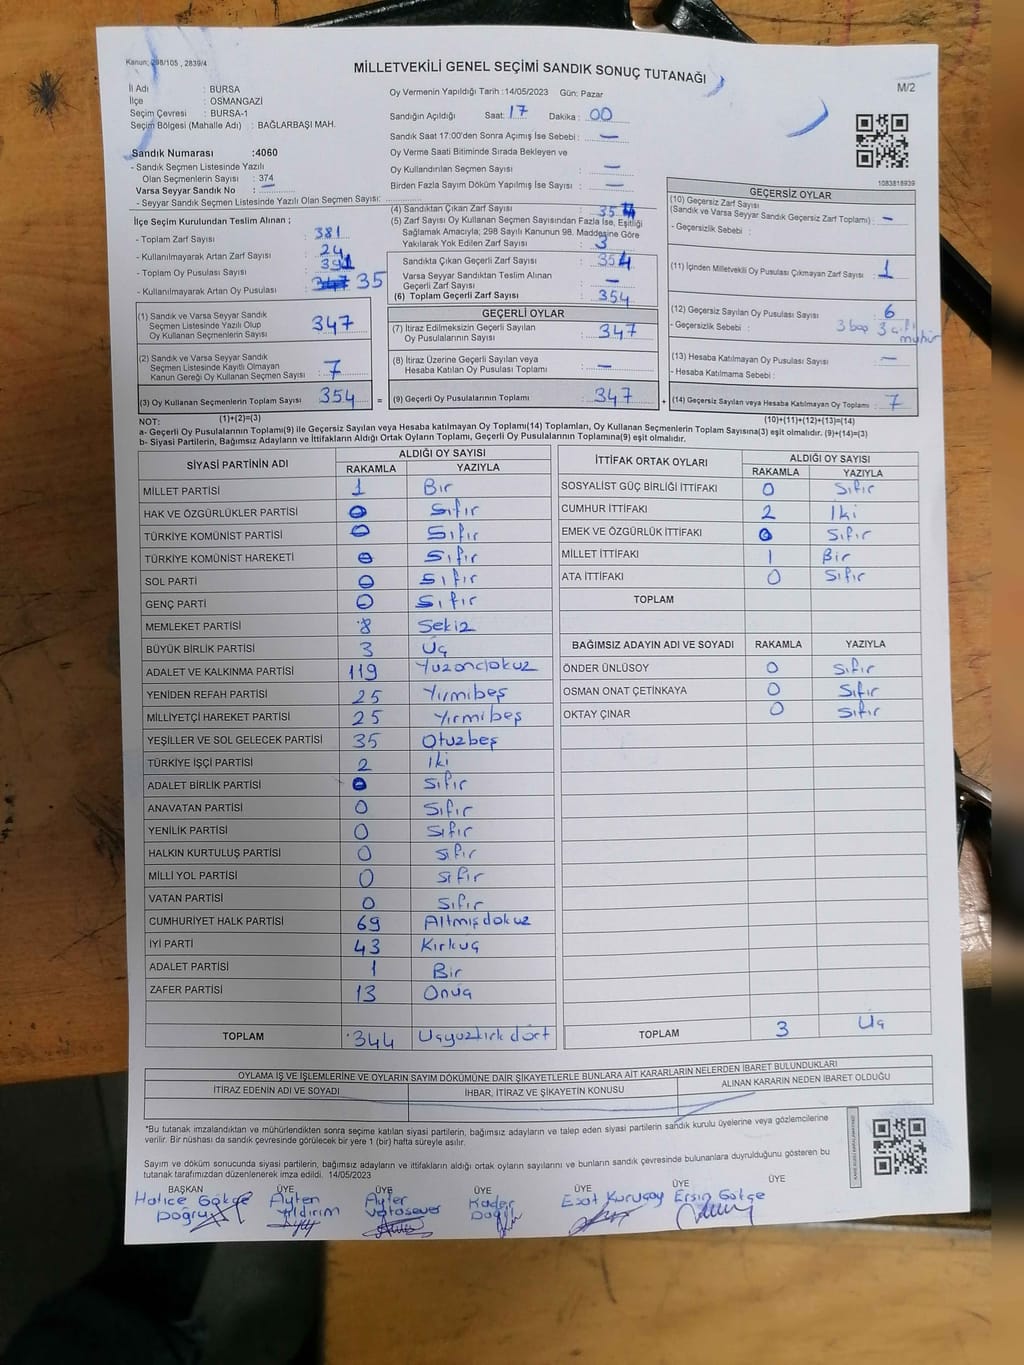 Kanun; 298/105 , 2839/4
MİLLETVEKİLİ GENEL SEÇİMİ SANDIK SONUÇ TUTANAĞI
M/2
İl Adı : BURSA
İlçe : OSMANGAZİ
Seçim Çevresi : BURSA-1
Seçim Bölgesi (Mahalle Adı) : BAĞLARBAŞI MAH.
Sandık Numarası :4060
- Sandık Seçmen Listesinde Yazılı
Olan Seçmenlerin Sayısı : 374
Varsa Seyyar Sandık No : —
- Seyyar Sandık Seçmen Listesinde Yazılı Olan Seçmen Sayısı:
Oy Vermenin Yapıldığı Tarih :14/05/2023 Gün: Pazar
Sandığın Açıldığı Saat: 17 Dakika : 00
Sandık Saat 17:00'den Sonra Açımış İse Sebebi : —
Oy Verme Saati Bitiminde Sırada Bekleyen ve
Oy Kullandırılan Seçmen Sayısı : —
Birden Fazla Sayım Döküm Yapılmış İse Sayısı : —
1083818939
İlçe Seçim Kurulundan Teslim Alınan ;
- Toplam Zarf Sayısı : 381
- Kullanılmayarak Artan Zarf Sayısı : 24
- Toplam Oy Pusulası Sayısı : 391
- Kullanılmayarak Artan Oy Pusulası : 35
(1) Sandık ve Varsa Seyyar Sandık
Seçmen Listesinde Yazılı Olup
Oy Kullanan Seçmenlerin Sayısı : 347
(2) Sandık ve Varsa Seyyar Sandık
Seçmen Listesinde Kayıtlı Olmayan
Kanun Gereği Oy Kullanan Seçmen Sayısı : 7
(3) Oy Kullanan Seçmenlerin Toplam Sayısı : 354 =
(4) Sandıktan Çıkan Zarf Sayısı :
(5) Zarf Sayısı Oy Kullanan Seçmen Sayısından Fazla İse, Eşitliği
Sağlamak Amacıyla; 298 Sayılı Kanunun 98. Maddesine Göre
Yakılarak Yok Edilen Zarf Sayısı : 3
Sandıkta Çıkan Geçerli Zarf Sayısı : 354
Varsa Seyyar Sandıktan Teslim Alınan
Geçerli Zarf Sayısı : —
(6) Toplam Geçerli Zarf Sayısı : 354
GEÇERLİ OYLAR
(7) İtiraz Edilmeksizin Geçerli Sayılan
Oy Pusulalarının Sayısı : 347
(8) İtiraz Üzerine Geçerli Sayılan veya
Hesaba Katılan Oy Pusulası Toplamı : —
(9) Geçerli Oy Pusulalarının Toplamı : 347 +
GEÇERSİZ OYLAR
(10) Geçersiz Zarf Sayısı
(Sandık ve Varsa Seyyar Sandık Geçersiz Zarf Toplamı) : —
- Geçersizlik Sebebi :
(11) İçinden Milletvekili Oy Pusulası Çıkmayan Zarf Sayısı : 1
(12) Geçersiz Sayılan Oy Pusulası Sayısı : 6
- Geçersizlik Sebebi : 3 boş 3 çift
mühür
(13) Hesaba Katılmayan Oy Pusulası Sayısı : —
- Hesaba Katılmama Sebebi :
(14) Geçersiz Sayılan veya Hesaba Katılmayan Oy Toplamı : 7
NOT: (1)+(2)=(3) (10)+(11)+(12)+(13)=(14)
a- Geçerli Oy Pusulalarının Toplamı(9) ile Geçersiz Sayılan veya Hesaba katılmayan Oy Toplamı(14) Toplamları, Oy Kullanan Seçmenlerin Toplam Sayısına(3) eşit olmalıdır. (9)+(14)=(3)
b- Siyasi Partilerin, Bağımsız Adayların ve İttifakların Aldığı Ortak Oyların Toplamı, Geçerli Oy Pusulalarının Toplamına(9) eşit olmalıdır.
SİYASİ PARTİNİN ADI ALDIĞI OY SAYISI
RAKAMLA YAZIYLA
MİLLET PARTİSİ 1 Bir
HAK VE ÖZGÜRLÜKLER PARTİSİ 0 Sıfır
TÜRKİYE KOMÜNİST PARTİSİ 0 Sıfır
TÜRKİYE KOMÜNİST HAREKETİ 0 Sıfır
SOL PARTİ 0 Sıfır
GENÇ PARTİ 0 Sıfır
MEMLEKET PARTİSİ 8 Sekiz
BÜYÜK BİRLİK PARTİSİ 3 Üç
ADALET VE KALKINMA PARTİSİ 119 Yüzondokuz
YENİDEN REFAH PARTİSİ 25 Yirmibeş
MİLLİYETÇİ HAREKET PARTİSİ 25 Yirmibeş
YEŞİLLER VE SOL GELECEK PARTİSİ 35 Otuzbeş
TÜRKİYE İŞÇİ PARTİSİ 2 İki
ADALET BİRLİK PARTİSİ 0 Sıfır
ANAVATAN PARTİSİ 0 Sıfır
YENİLİK PARTİSİ 0 Sıfır
HALKIN KURTULUŞ PARTİSİ 0 Sıfır
MİLLİ YOL PARTİSİ 0 Sıfır
VATAN PARTİSİ 0 Sıfır
CUMHURİYET HALK PARTİSİ 69 Altmışdokuz
İYİ PARTİ 43 Kırküç
ADALET PARTİSİ 1 Bir
ZAFER PARTİSİ 13 Onüç
TOPLAM 344 Üçyüzkırkdört
İTTİFAK ORTAK OYLARI ALDIĞI OY SAYISI
RAKAMLA YAZIYLA
SOSYALİST GÜÇ BİRLİĞİ İTTİFAKI 0 Sıfır
CUMHUR İTTİFAKI 2 İki
EMEK VE ÖZGÜRLÜK İTTİFAKI 0 Sıfır
MİLLET İTTİFAKI 1 Bir
ATA İTTİFAKI 0 Sıfır
TOPLAM
BAĞIMSIZ ADAYIN ADI VE SOYADI RAKAMLA YAZIYLA
ÖNDER ÜNLÜSOY 0 Sıfır
OSMAN ONAT ÇETİNKAYA 0 Sıfır
OKTAY ÇINAR 0 Sıfır
TOPLAM 3 Üç
OYLAMA İŞ VE İŞLEMLERİNE VE OYLARIN SAYIM DÖKÜMÜNE DAİR ŞİKAYETLERLE BUNLARA AİT KARARLARIN NELERDEN İBARET BULUNDUKLARI
İTİRAZ EDENİN ADI VE SOYADI İHBAR, İTİRAZ VE ŞİKAYETİN KONUSU ALINAN KARARIN NEDEN İBARET OLDUĞU
*Bu tutanak imzalandıktan ve mühürlendikten sonra seçime katılan siyasi partilerin, bağımsız adayların ve talep eden siyasi partilerin sandık kurulu üyelerine veya gözlemcilerine
verilir. Bir nüshası da sandık çevresinde görülecek bir yere 1 (bir) hafta süreyle asılır.
Sayım ve döküm sonucunda siyasi partilerin, bağımsız adayların ve ittifakların aldığı ortak oyların sayılarını ve bunların sandık çevresinde bulunanlara duyrulduğunu gösteren bu
tutanak tarafımızdan düzenlenerek imza edildi. 14/05/2023
BAŞKAN ÜYE ÜYE ÜYE ÜYE ÜYE ÜYE
Hatice Gökçe Ayten Ayfer Kader Esat Kuruçay Ersin Gökçe
Doğru Yıldırım Vatansever